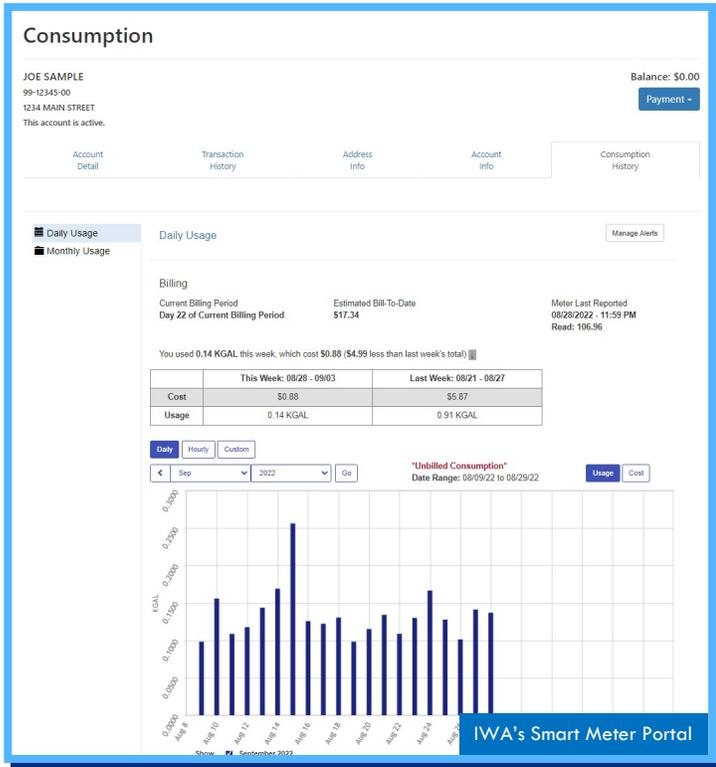 Consumption
JOE SAMPLE
Balance: $0.00
99-12345-00
1234 MAIN STREET
Payment
This account is active.
Account Detail
Transaction History
Address Info
Account Info
Consumption History
Daily Usage
Monthly Usage
Daily Usage
Manage Alerts
Billing
Current Billing Period
Day 22 of Current Billing Period
Estimated Bill-To-Date
$17.34
Meter Last Reported
08/28/2022 - 11:59 PM
Read: 106.96
You used 0.14 KGAL this week, which cost $0.88 ($4.99 less than last week's total)
This Week: 08/28 - 09/03 Last Week: 08/21 - 08/27
Cost $0.88 $5.87
Usage 0.14 KGAL 0.91 KGAL
Daily Hourly Custom
Sep 2022 Go
*Unbilled Consumption*
Date Range: 08/09/22 to 08/29/22
Usage Cost
0.3000
0.2500
0.2000
0.1500
0.1000
0.0500
0.0000
KGAL
Aug 8 Aug 10 Aug 12 Aug 14 Aug 16 Aug 18 Aug 20 Aug 22 Aug 24
Show September 2022
IWA's Smart Meter Portal